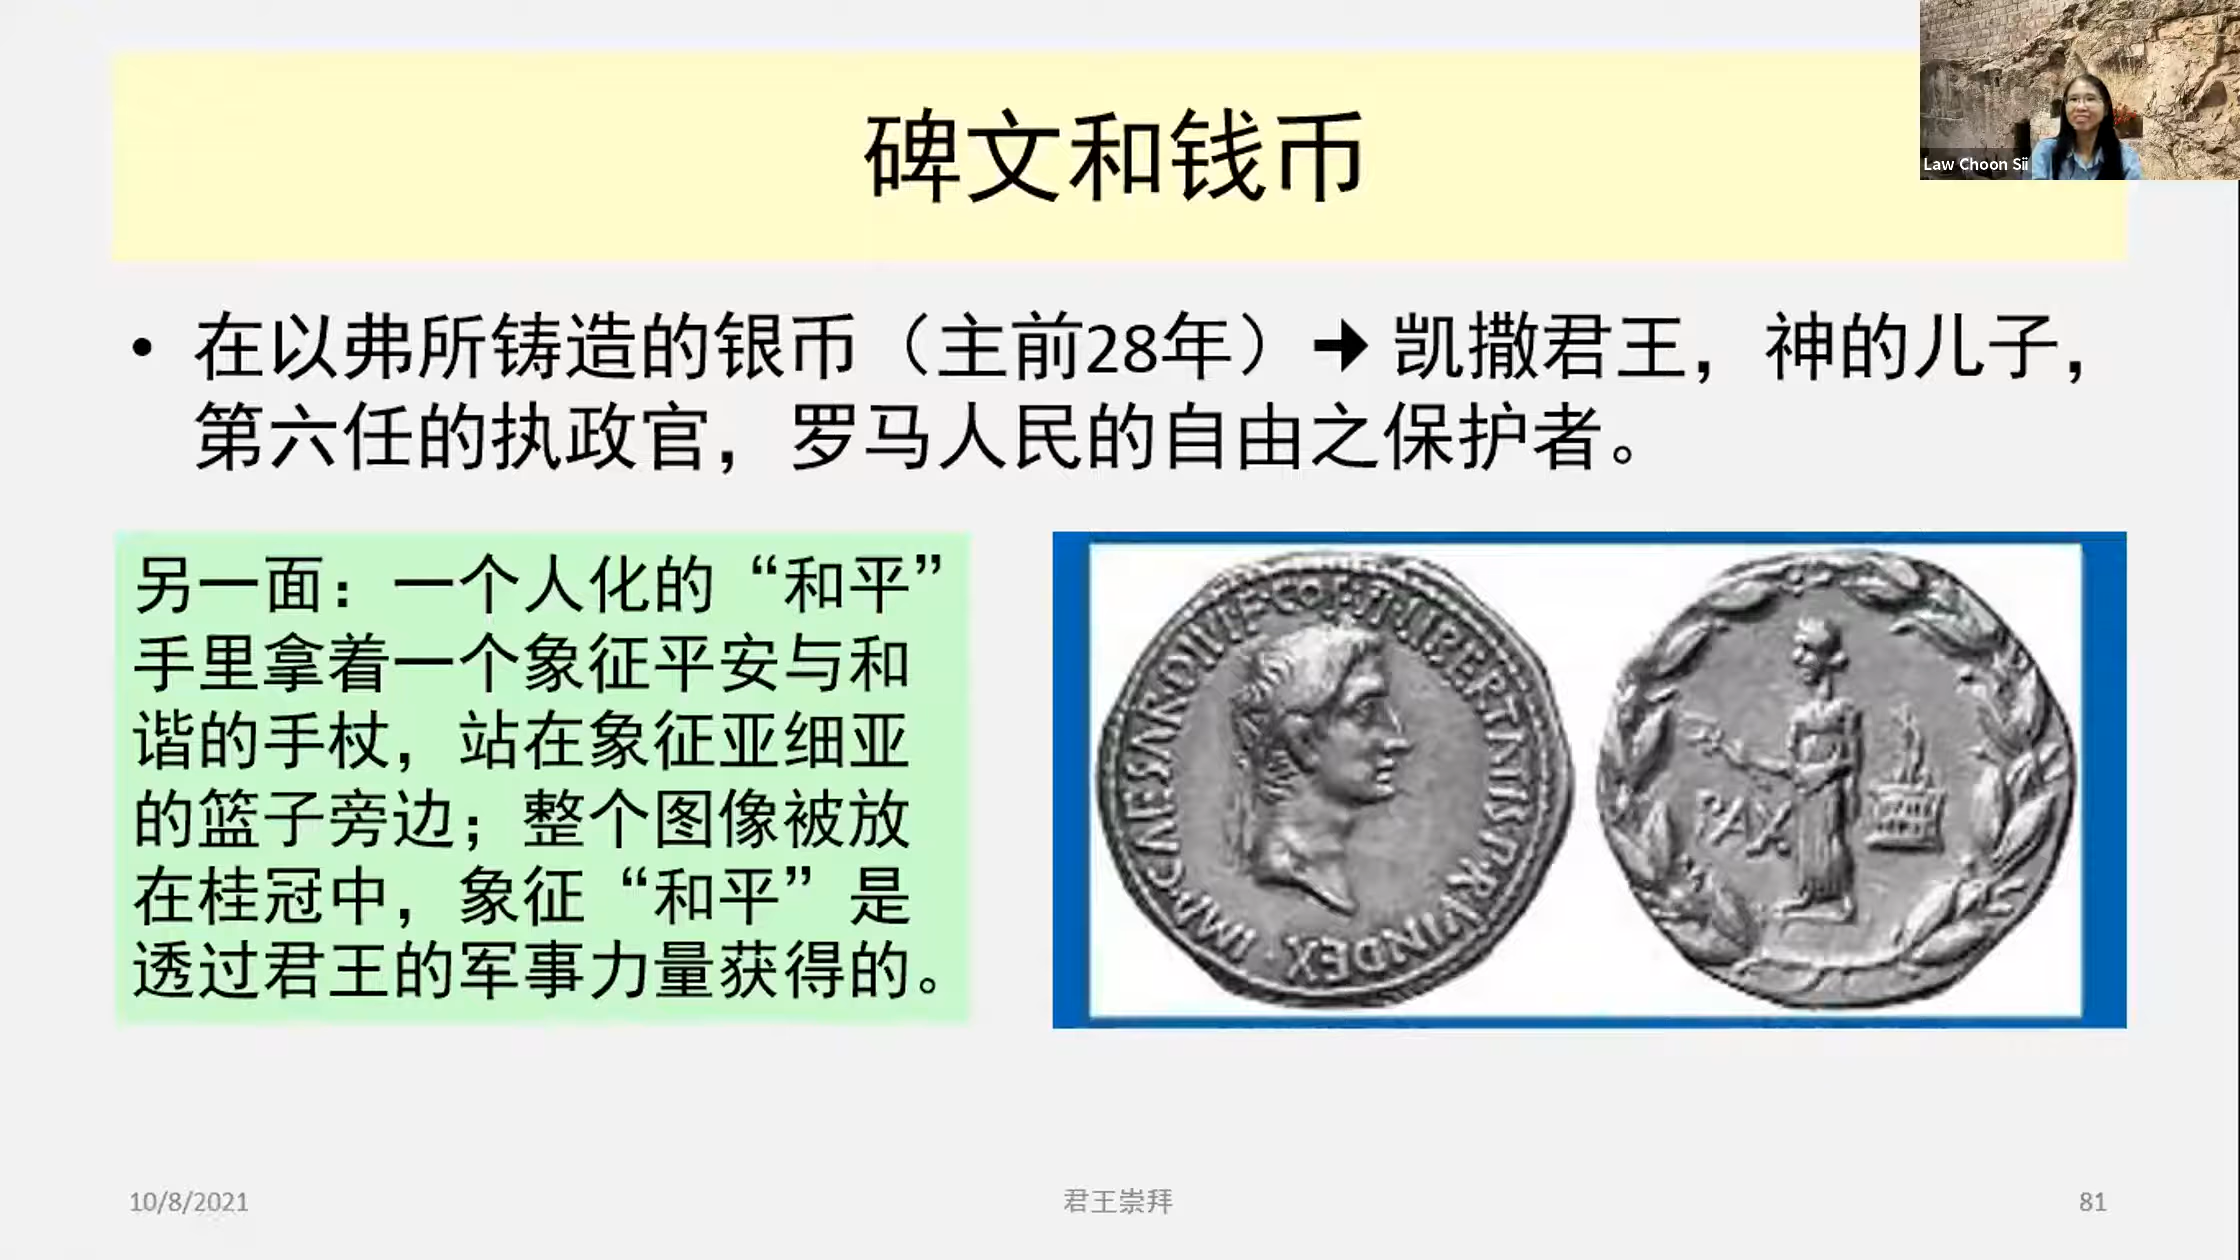 碑文和钱币
Law Choon Sii
• 在以弗所铸造的银币（主前28年）➔ 凯撒君王，神的儿子，
第六任的执政官，罗马人民的自由之保护者。
另一面：一个人化的“和平”
手里拿着一个象征平安与和
谐的手杖，站在象征亚细亚
的篮子旁边；整个图像被放
在桂冠中，象征“和平”是
透过君王的军事力量获得的。
PAX
10/8/2021
君王崇拜
81